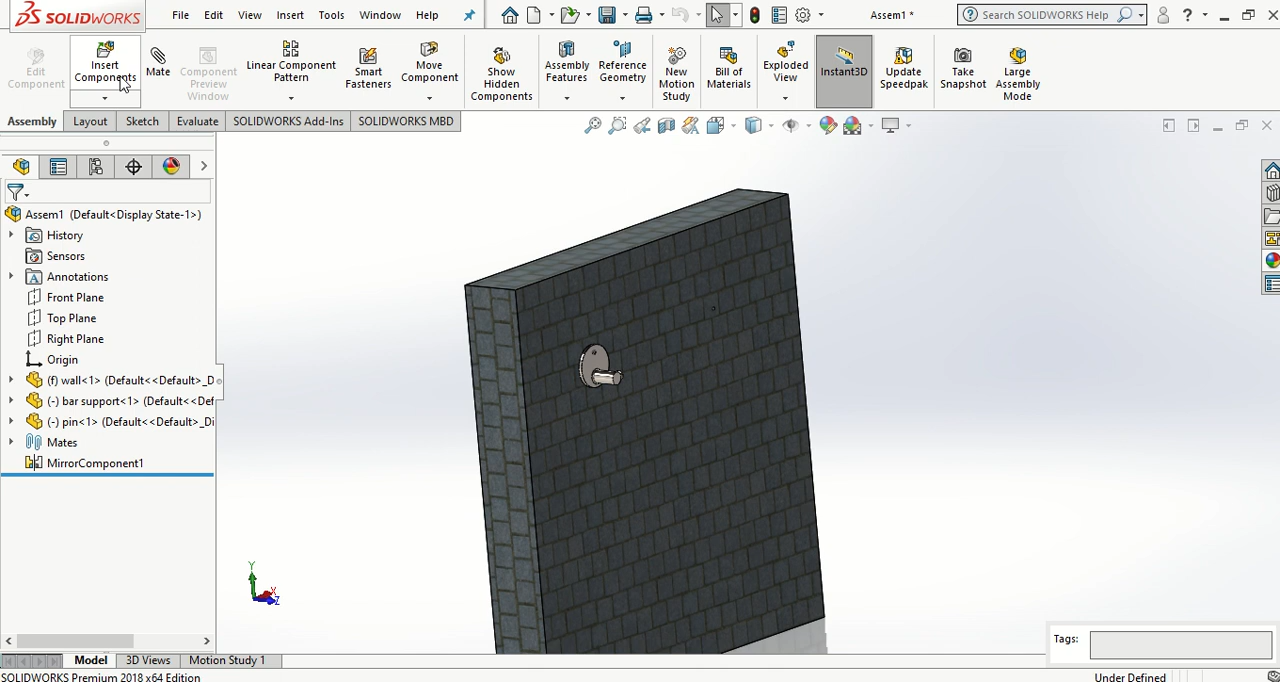 SOLIDWORKS
File Edit View Insert Tools Window Help
Assem1 *
Search SOLIDWORKS Help
?
Edit Component
Insert Components
Mate
Component Preview Window
Linear Component Pattern
Smart Fasteners
Move Component
Show Hidden Components
Assembly Features
Reference Geometry
New Motion Study
Bill of Materials
Exploded View
Instant3D
Update Speedpak
Take Snapshot
Large Assembly Mode
Assembly Layout Sketch Evaluate SOLIDWORKS Add-Ins SOLIDWORKS MBD
Assem1 (Default<Display State-1>)
History
Sensors
Annotations
Front Plane
Top Plane
Right Plane
Origin
(f) wall<1> (Default<<Default>_D
(-) bar support<1> (Default<<Def
(-) pin<1> (Default<<Default>_Di
Mates
MirrorComponent1
Y
X
Z
Tags:
Model 3D Views Motion Study 1
SOLIDWORKS Premium 2018 x64 Edition
Under Defined